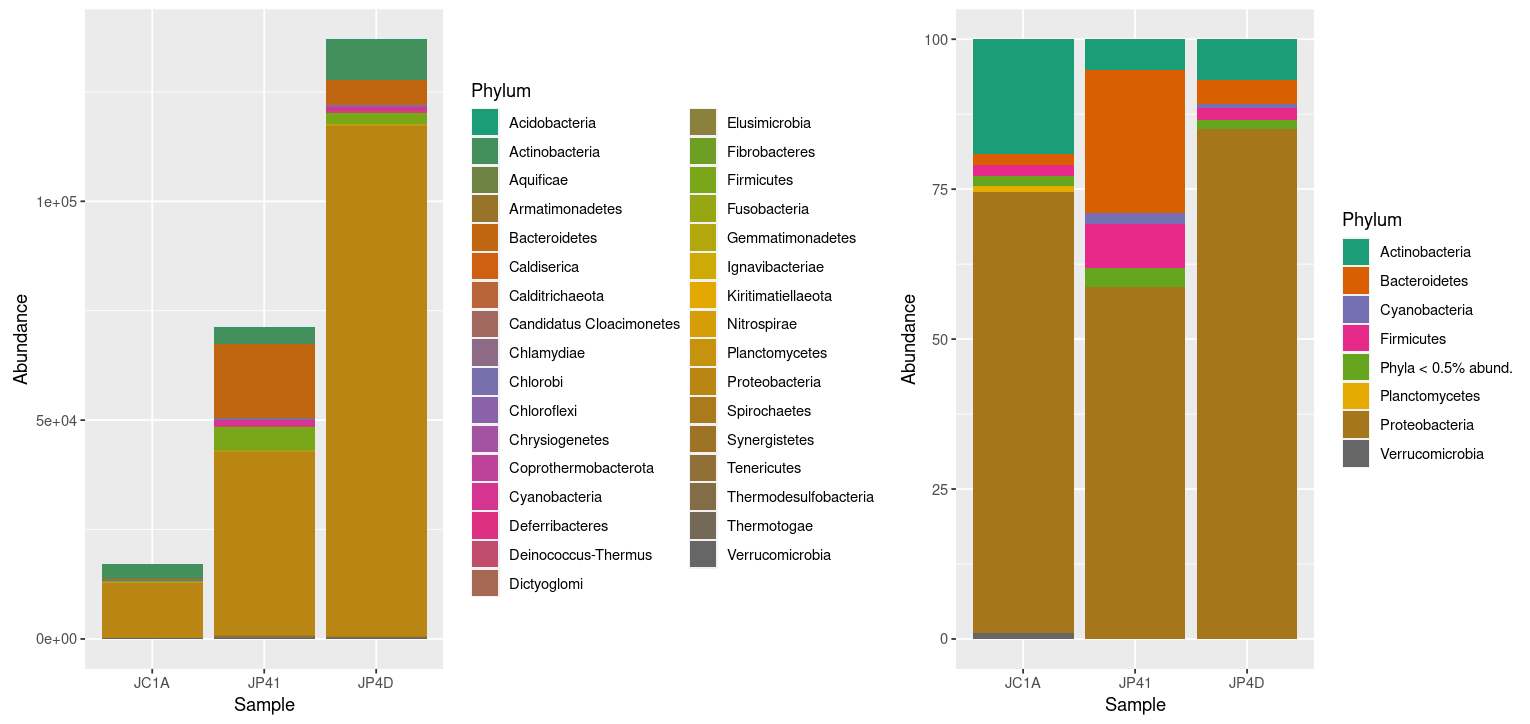 Abundance
1e+05
5e+04
0e+00
JC1A
JP41
JP4D
Sample
Phylum
Acidobacteria
Actinobacteria
Aquificae
Armatimonadetes
Bacteroidetes
Caldiserica
Calditrichaeota
Candidatus Cloacimonetes
Chlamydiae
Chlorobi
Chloroflexi
Chrysiogenetes
Coprothermobacterota
Cyanobacteria
Deferribacteres
Deinococcus-Thermus
Dictyoglomi
Elusimicrobia
Fibrobacteres
Firmicutes
Fusobacteria
Gemmatimonadetes
Ignavibacteriae
Kiritimatiellaeota
Nitrospirae
Planctomycetes
Proteobacteria
Spirochaetes
Synergistetes
Tenericutes
Thermodesulfobacteria
Thermotogae
Verrucomicrobia
Abundance
100
75
50
25
0
JC1A
JP41
JP4D
Sample
Phylum
Actinobacteria
Bacteroidetes
Cyanobacteria
Firmicutes
Phyla < 0.5% abund.
Planctomycetes
Proteobacteria
Verrucomicrobia